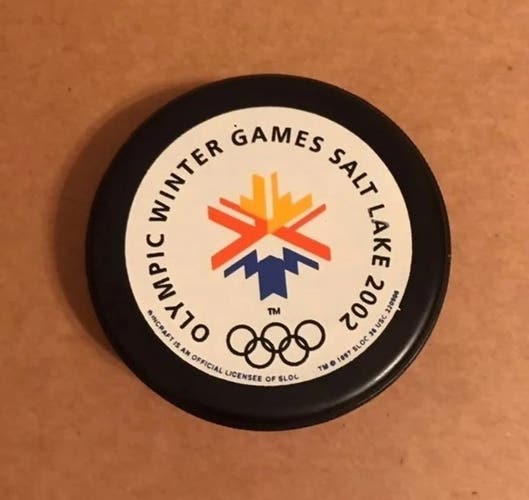 OLYMPIC WINTER GAMES SALT LAKE 2002
TM
WINCRAFT IS AN OFFICIAL LICENSEE OF SLOC
TM © 1997 SLOC 36 USC 220506